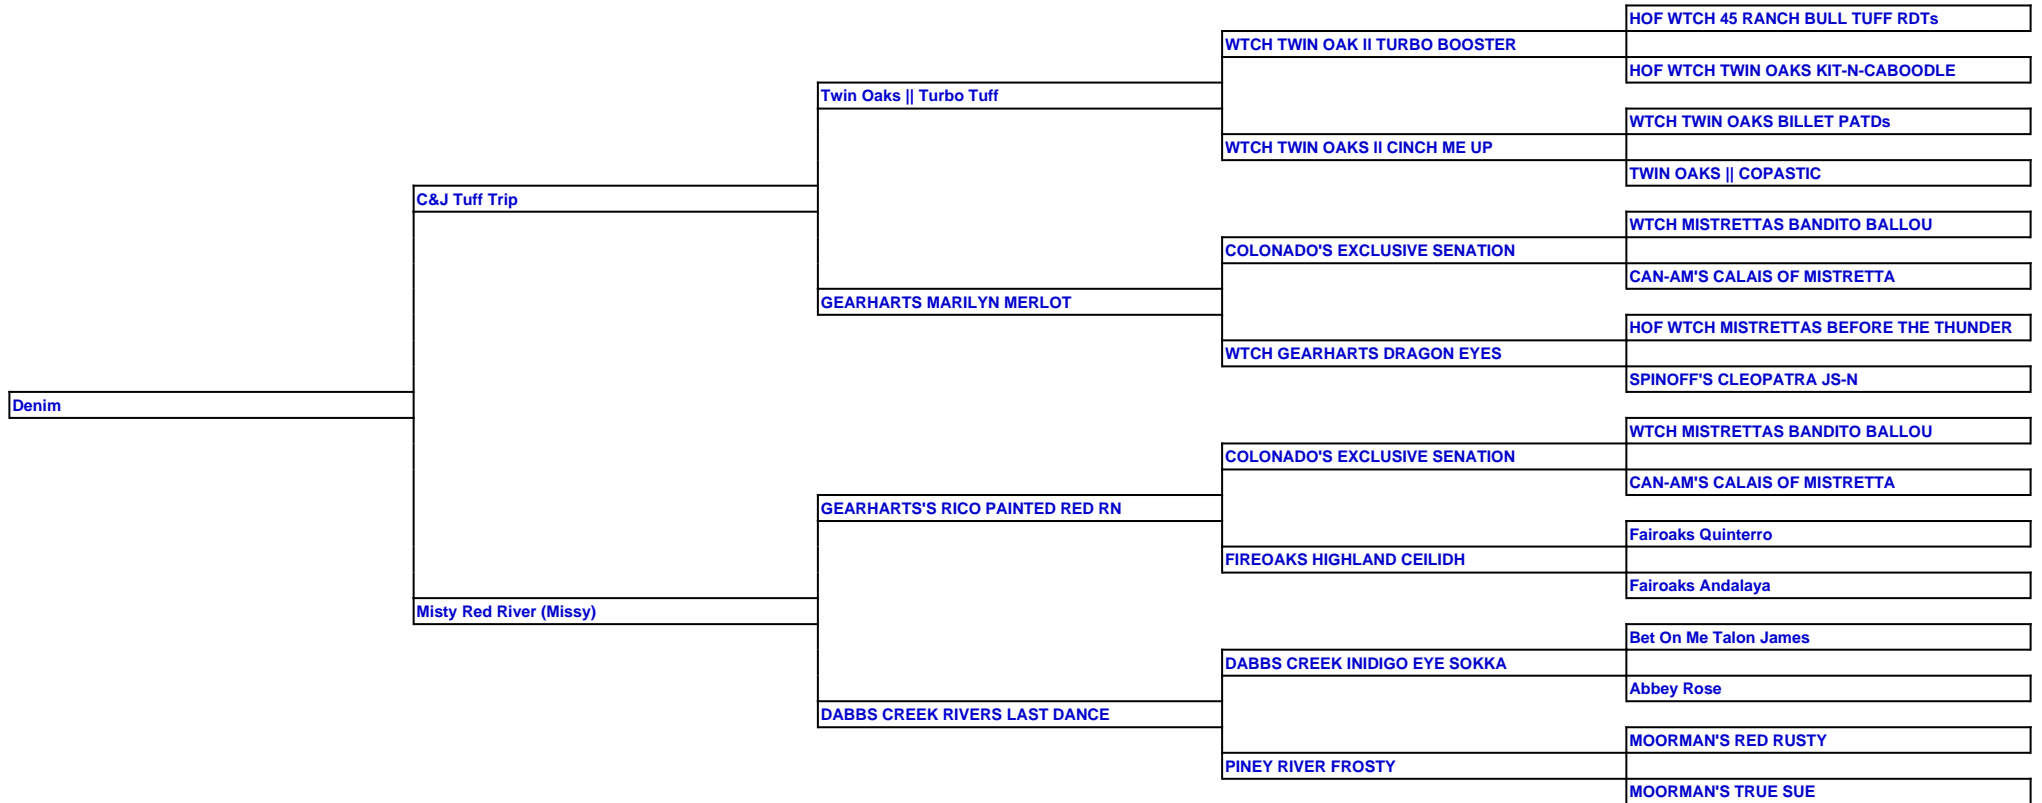 HOF WTCH 45 RANCH BULL TUFF RDTs
WTCH TWIN OAK II TURBO BOOSTER
HOF WTCH TWIN OAKS KIT-N-CABOODLE
Twin Oaks || Turbo Tuff
WTCH TWIN OAKS BILLET PATDs
WTCH TWIN OAKS II CINCH ME UP
TWIN OAKS || COPASTIC
C&J Tuff Trip
WTCH MISTRETTAS BANDITO BALLOU
COLONADO'S EXCLUSIVE SENATION
CAN-AM'S CALAIS OF MISTRETTA
GEARHARTS MARILYN MERLOT
HOF WTCH MISTRETTAS BEFORE THE THUNDER
WTCH GEARHARTS DRAGON EYES
SPINOFF'S CLEOPATRA JS-N
Denim
WTCH MISTRETTAS BANDITO BALLOU
COLONADO'S EXCLUSIVE SENATION
CAN-AM'S CALAIS OF MISTRETTA
GEARHARTS'S RICO PAINTED RED RN
Fairoaks Quinterro
FIREOAKS HIGHLAND CEILIDH
Fairoaks Andalaya
Misty Red River (Missy)
Bet On Me Talon James
DABBS CREEK INIDIGO EYE SOKKA
Abbey Rose
DABBS CREEK RIVERS LAST DANCE
MOORMAN'S RED RUSTY
PINEY RIVER FROSTY
MOORMAN'S TRUE SUE